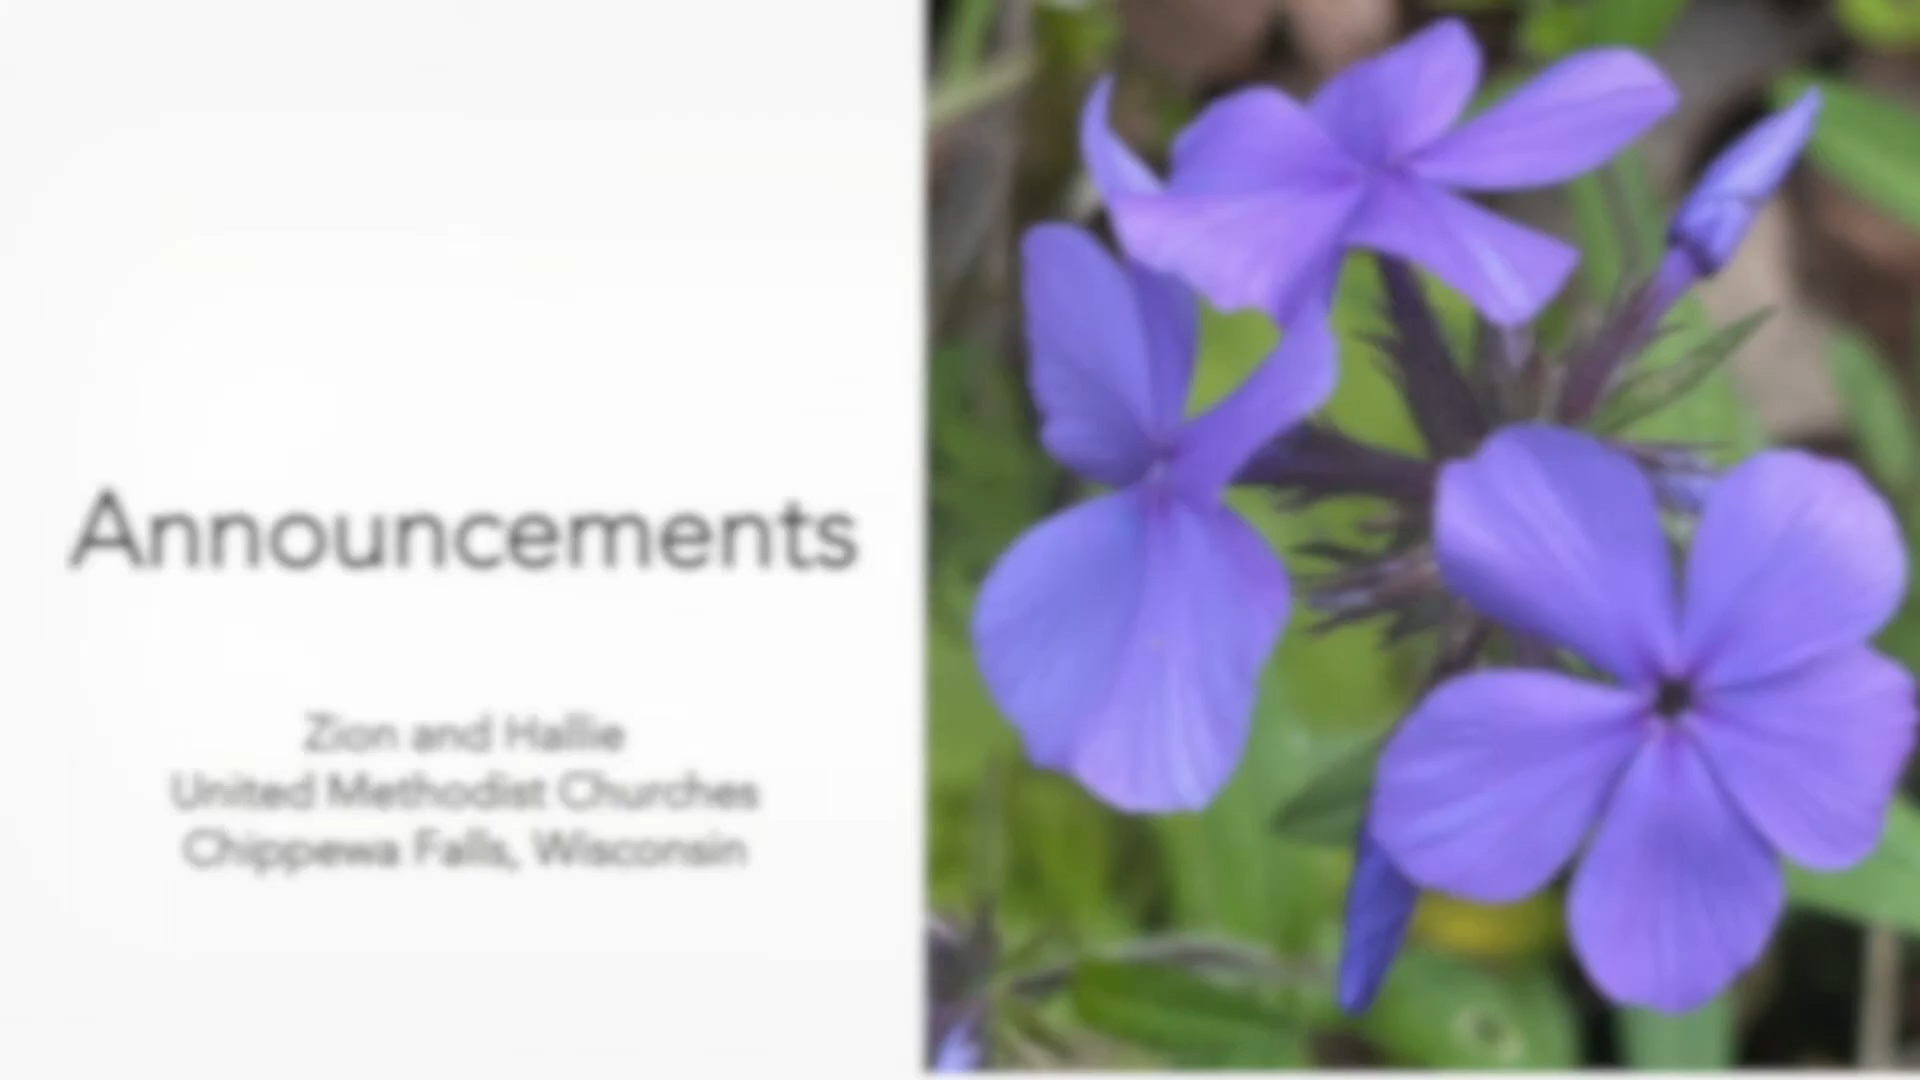 Announcements
Zion and Hallie
United Methodist Churches
Chippewa Falls, Wisconsin